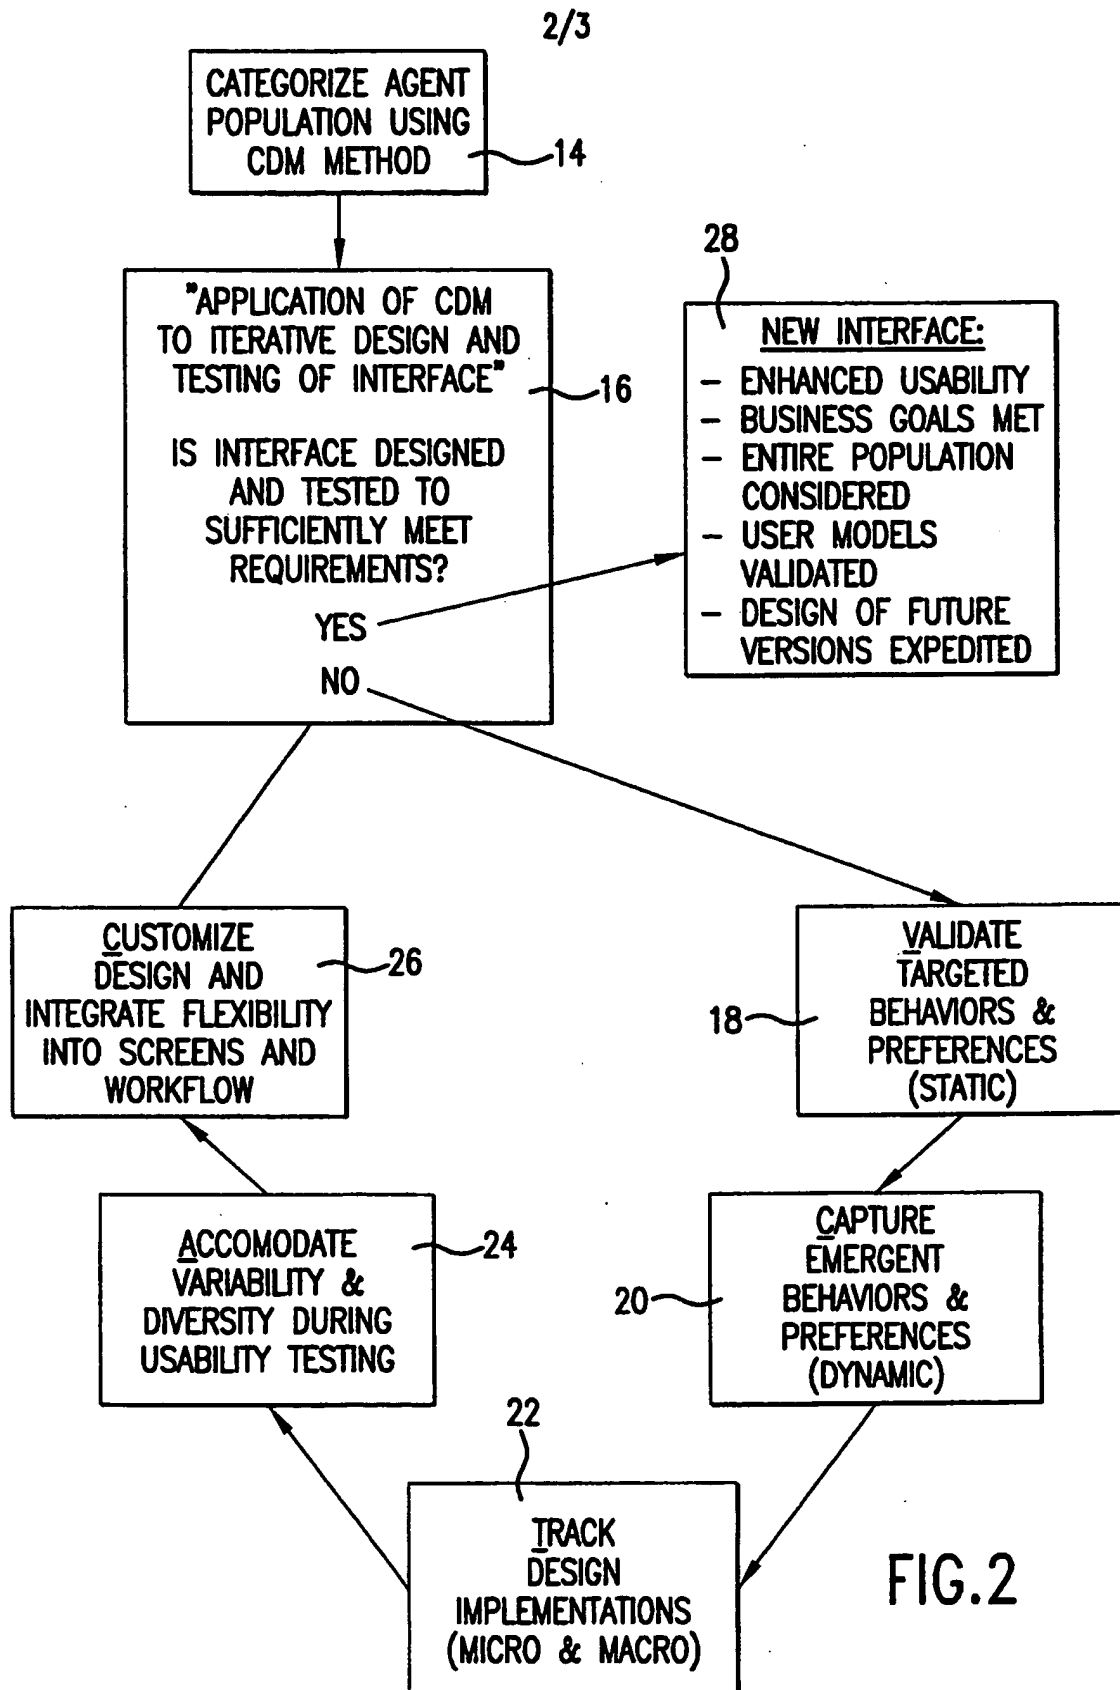 2/3
CATEGORIZE AGENT
POPULATION USING
CDM METHOD
14
"APPLICATION OF CDM
TO ITERATIVE DESIGN AND
TESTING OF INTERFACE"
16
IS INTERFACE DESIGNED
AND TESTED TO
SUFFICIENTLY MEET
REQUIREMENTS?
YES
NO
28
NEW INTERFACE:
– ENHANCED USABILITY
– BUSINESS GOALS MET
– ENTIRE POPULATION
CONSIDERED
– USER MODELS
VALIDATED
– DESIGN OF FUTURE
VERSIONS EXPEDITED
VALIDATE
TARGETED
BEHAVIORS &
PREFERENCES
(STATIC)
18
CAPTURE
EMERGENT
BEHAVIORS &
PREFERENCES
(DYNAMIC)
20
22
TRACK
DESIGN
IMPLEMENTATIONS
(MICRO & MACRO)
ACCOMODATE
VARIABILITY &
DIVERSITY DURING
USABILITY TESTING
24
CUSTOMIZE
DESIGN AND
INTEGRATE FLEXIBILITY
INTO SCREENS AND
WORKFLOW
26
FIG.2